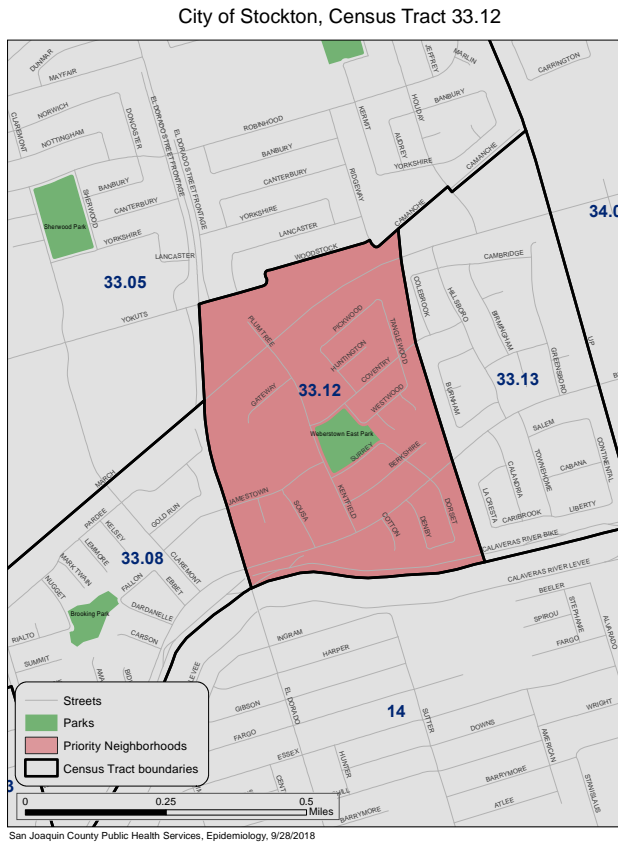 City of Stockton, Census Tract 33.12
DUNMAR
MAYFAIR
CLAREMONT
NORWICH
NOTTINGHAM
DONCASTER
EL DORADO STREET FRONTAGE
EL DORADO STREET FRONTAGE
ROBINHOOD
KERMIT
HOLIDAY
JEFFREY
MARLIN
CARRINGTON
BANBURY
AUDREY
YORKSHIRE
CAMANCHE
BANBURY
CANTERBURY
RIDGEWAY
BANBURY
SHERWOOD
CANTERBURY
YORKSHIRE
Sherwood Park
YORKSHIRE
LANCASTER
CAMANCHE
34.0
LANCASTER
WOODSTOCK
CAMBRIDGE
33.05
COLEBROOK
HILLSBORO
BIRMINGHAM
YOKUTS
PLUMTREE
PICKWOOD
TANGLEWOOD
UP
GREENSBORO
HUNTINGTON
COVENTRY
33.12
33.13
GATEWAY
WESTWOOD
BURNHAM
Weberstown East Park
SALEM
SURREY
BERKSHIRE
TOWNEHOME
CONTINENTAL
CABANA
CALANDRIA
MARCH
JAMESTOWN
SOUSA
KENTFIELD
LA CRESTA
DORSET
LIBERTY
CARIBROOK
GOLD RUN
PARDEE
KELSEY
COTTON
DENBY
CALAVERAS RIVER BIKE
LEMMORE
33.08
CLAREMONT
MARK TWAIN
NUGGET
FALLON
EBBET
CALAVERAS RIVER LEVEE
BEELER
DARDANELLE
Brooking Park
STEPHANIE
SPIROU
ALVARADO
RIALTO
CARSON
INGRAM
HARPER
FARGO
SUMMIT
LEVEE
GIBSON
EL DORADO
14
SUTTER
WRIGHT
DOWNS
FARGO
AMERICAN
ESSEX
HUNTER
BARRYMORE
STANISLAUS
ATLEE
BARRYMORE
Streets
Parks
Priority Neighborhoods
Census Tract boundaries
0 0.25 0.5
Miles
San Joaquin County Public Health Services, Epidemiology, 9/28/2018